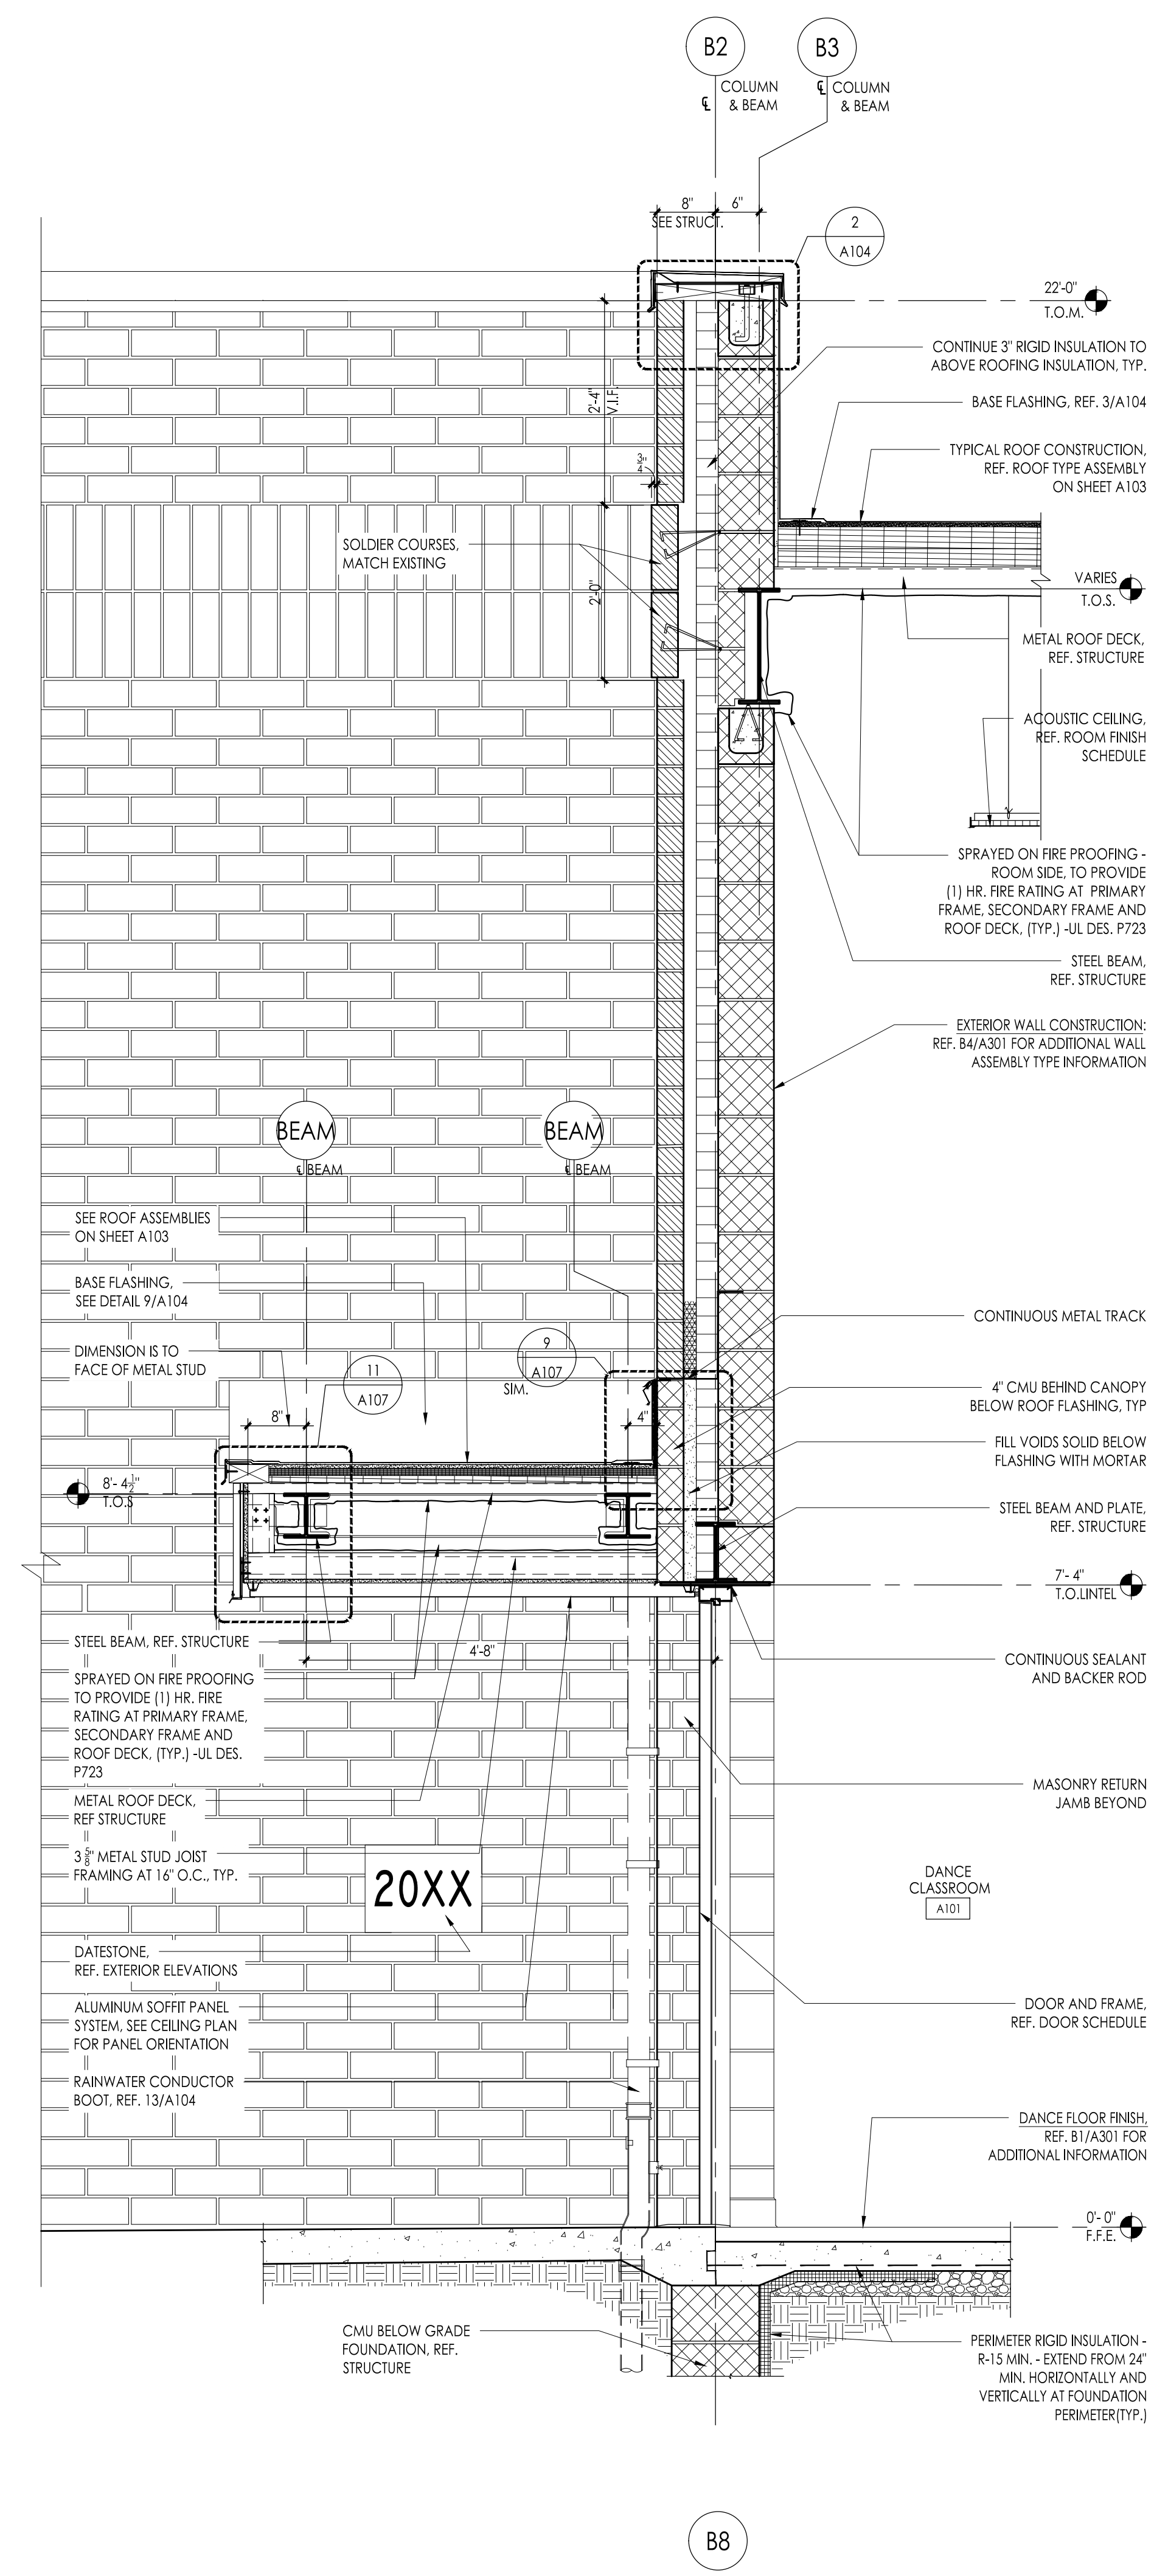 B2
B3
℄ COLUMN
& BEAM
℄ COLUMN
& BEAM
8"
6"
SEE STRUCT.
2
A104
22'-0"
T.O.M.
CONTINUE 3" RIGID INSULATION TO
ABOVE ROOFING INSULATION, TYP.
2'-4"
V.I.F.
BASE FLASHING, REF. 3/A104
TYPICAL ROOF CONSTRUCTION,
REF. ROOF TYPE ASSEMBLY
ON SHEET A103
3/4"
SOLDIER COURSES,
MATCH EXISTING
2'-0"
VARIES
T.O.S.
METAL ROOF DECK,
REF. STRUCTURE
ACOUSTIC CEILING,
REF. ROOM FINISH
SCHEDULE
SPRAYED ON FIRE PROOFING -
ROOM SIDE, TO PROVIDE
(1) HR. FIRE RATING AT PRIMARY
FRAME, SECONDARY FRAME AND
ROOF DECK, (TYP.) -UL DES. P723
STEEL BEAM,
REF. STRUCTURE
EXTERIOR WALL CONSTRUCTION:
REF. B4/A301 FOR ADDITIONAL WALL
ASSEMBLY TYPE INFORMATION
BEAM
℄ BEAM
BEAM
℄ BEAM
SEE ROOF ASSEMBLIES
ON SHEET A103
BASE FLASHING,
SEE DETAIL 9/A104
DIMENSION IS TO
FACE OF METAL STUD
11
A107
9
A107
SIM.
CONTINUOUS METAL TRACK
4" CMU BEHIND CANOPY
BELOW ROOF FLASHING, TYP
8"
4"
FILL VOIDS SOLID BELOW
FLASHING WITH MORTAR
8'- 4 1/2"
T.O.S
STEEL BEAM AND PLATE,
REF. STRUCTURE
7'- 4"
T.O.LINTEL
STEEL BEAM, REF. STRUCTURE
4'-8"
CONTINUOUS SEALANT
AND BACKER ROD
SPRAYED ON FIRE PROOFING
TO PROVIDE (1) HR. FIRE
RATING AT PRIMARY FRAME,
SECONDARY FRAME AND
ROOF DECK, (TYP.) -UL DES.
P723
MASONRY RETURN
JAMB BEYOND
METAL ROOF DECK,
REF STRUCTURE
3 5/8" METAL STUD JOIST
FRAMING AT 16" O.C., TYP.
20XX
DANCE
CLASSROOM
A101
DATESTONE,
REF. EXTERIOR ELEVATIONS
ALUMINUM SOFFIT PANEL
SYSTEM, SEE CEILING PLAN
FOR PANEL ORIENTATION
DOOR AND FRAME,
REF. DOOR SCHEDULE
RAINWATER CONDUCTOR
BOOT, REF. 13/A104
DANCE FLOOR FINISH,
REF. B1/A301 FOR
ADDITIONAL INFORMATION
0'- 0"
F.F.E.
CMU BELOW GRADE
FOUNDATION, REF.
STRUCTURE
PERIMETER RIGID INSULATION -
R-15 MIN. - EXTEND FROM 24"
MIN. HORIZONTALLY AND
VERTICALLY AT FOUNDATION
PERIMETER(TYP.)
B8